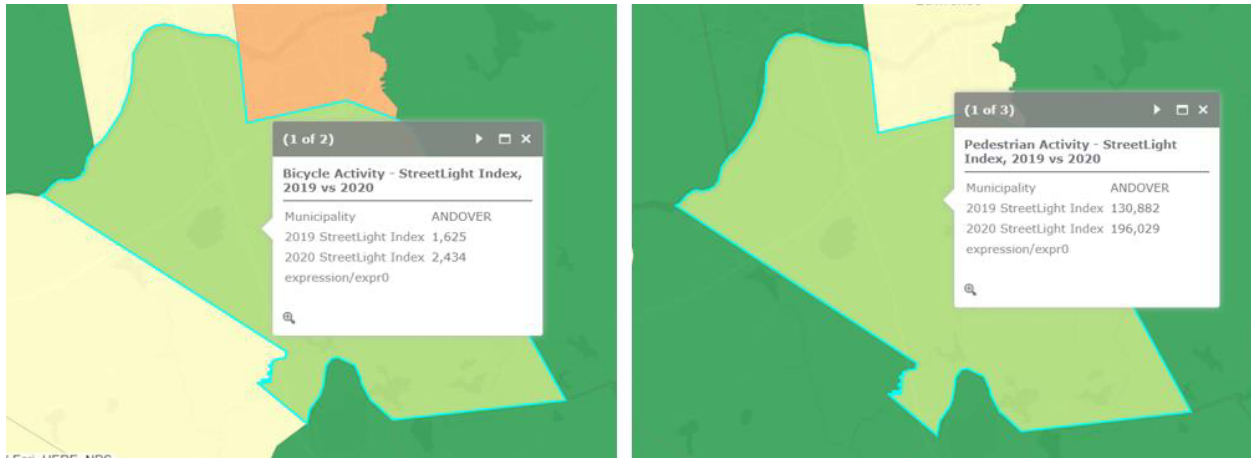 (1 of 2)
Bicycle Activity - StreetLight Index,
2019 vs 2020
Municipality ANDOVER
2019 StreetLight Index 1,625
2020 StreetLight Index 2,434
expression/expr0
(1 of 3)
Pedestrian Activity - StreetLight
Index, 2019 vs 2020
Municipality ANDOVER
2019 StreetLight Index 130,882
2020 StreetLight Index 196,029
expression/expr0